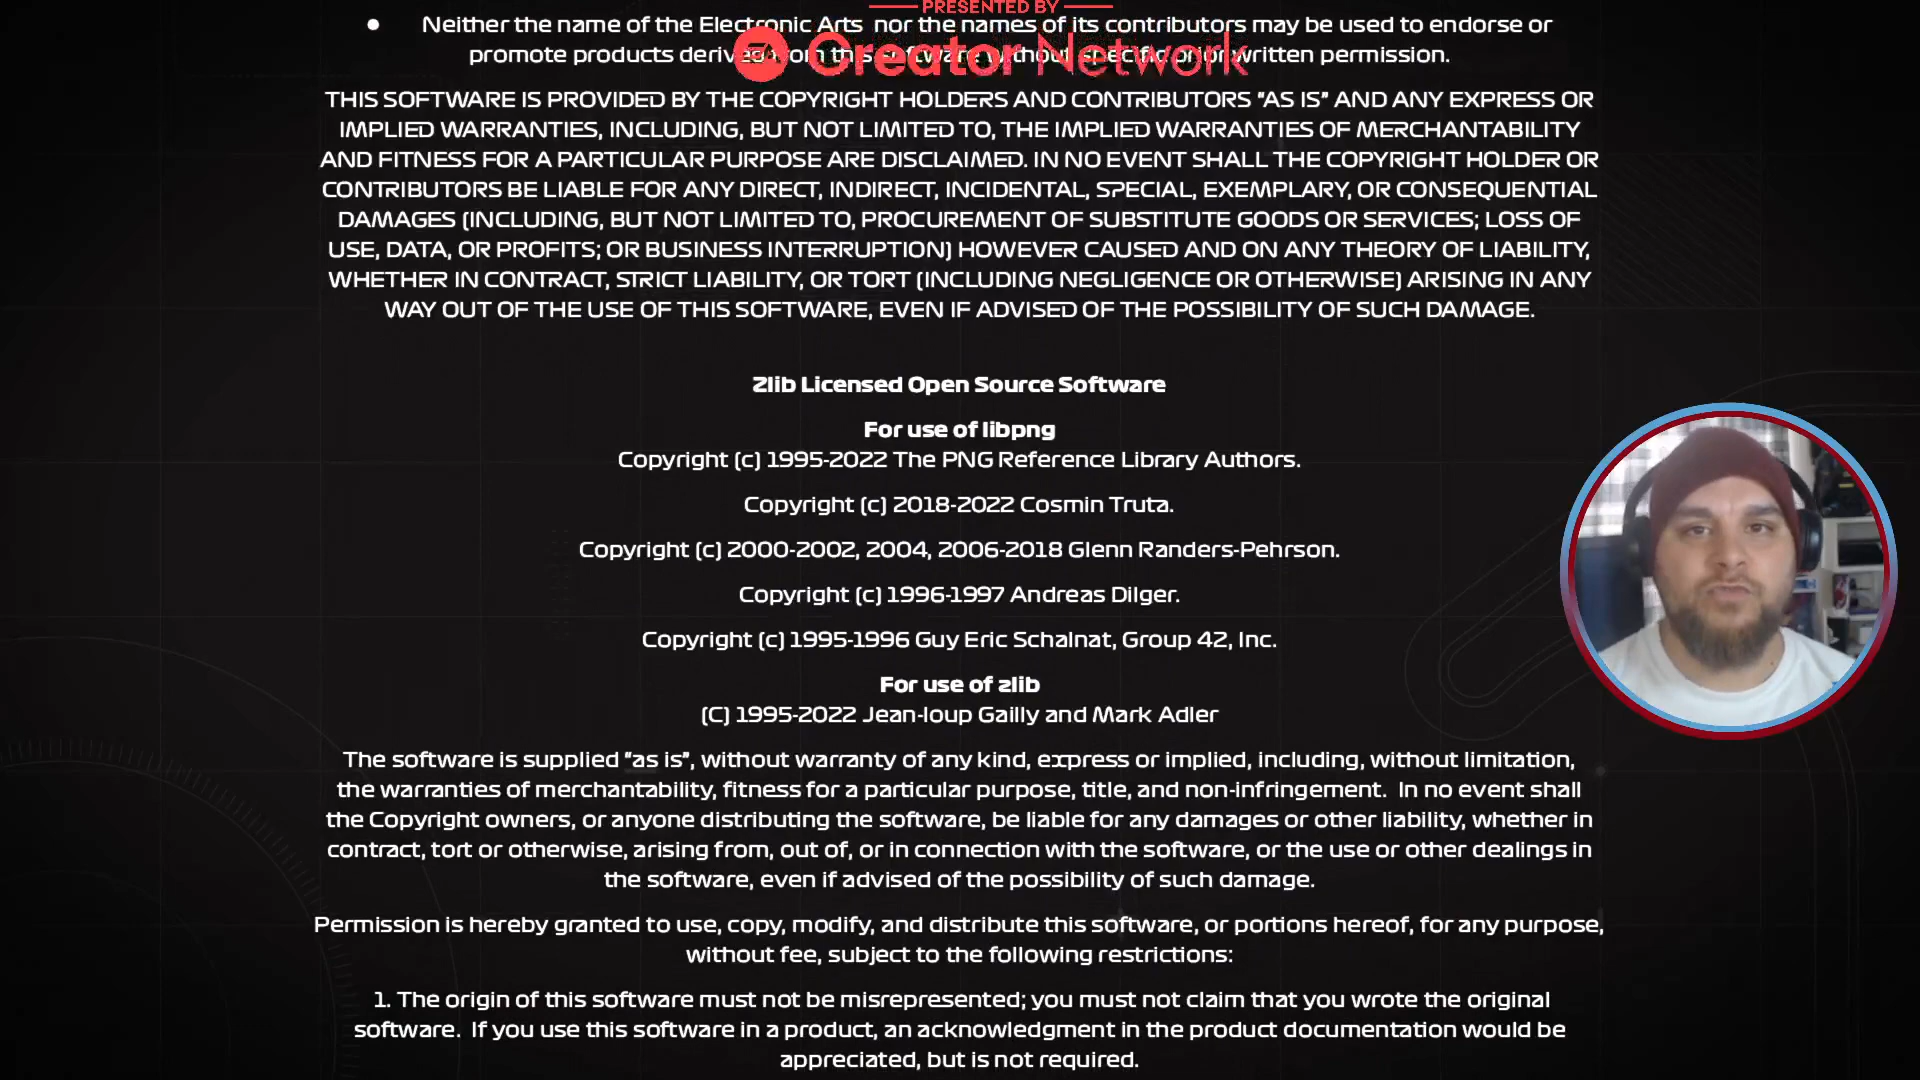 PRESENTED BY
Creator Network
• Neither the name of the Electronic Arts nor the names of its contributors may be used to endorse or
promote products derived from this software without specific prior written permission.
THIS SOFTWARE IS PROVIDED BY THE COPYRIGHT HOLDERS AND CONTRIBUTORS "AS IS" AND ANY EXPRESS OR
IMPLIED WARRANTIES, INCLUDING, BUT NOT LIMITED TO, THE IMPLIED WARRANTIES OF MERCHANTABILITY
AND FITNESS FOR A PARTICULAR PURPOSE ARE DISCLAIMED. IN NO EVENT SHALL THE COPYRIGHT HOLDER OR
CONTRIBUTORS BE LIABLE FOR ANY DIRECT, INDIRECT, INCIDENTAL, SPECIAL, EXEMPLARY, OR CONSEQUENTIAL
DAMAGES (INCLUDING, BUT NOT LIMITED TO, PROCUREMENT OF SUBSTITUTE GOODS OR SERVICES; LOSS OF
USE, DATA, OR PROFITS; OR BUSINESS INTERRUPTION) HOWEVER CAUSED AND ON ANY THEORY OF LIABILITY,
WHETHER IN CONTRACT, STRICT LIABILITY, OR TORT (INCLUDING NEGLIGENCE OR OTHERWISE) ARISING IN ANY
WAY OUT OF THE USE OF THIS SOFTWARE, EVEN IF ADVISED OF THE POSSIBILITY OF SUCH DAMAGE.
Zlib Licensed Open Source Software
For use of libpng
Copyright (c) 1995-2022 The PNG Reference Library Authors.
Copyright (c) 2018-2022 Cosmin Truta.
Copyright (c) 2000-2002, 2004, 2006-2018 Glenn Randers-Pehrson.
Copyright (c) 1996-1997 Andreas Dilger.
Copyright (c) 1995-1996 Guy Eric Schalnat, Group 42, Inc.
For use of zlib
(C) 1995-2022 Jean-loup Gailly and Mark Adler
The software is supplied "as is", without warranty of any kind, express or implied, including, without limitation,
the warranties of merchantability, fitness for a particular purpose, title, and non-infringement. In no event shall
the Copyright owners, or anyone distributing the software, be liable for any damages or other liability, whether in
contract, tort or otherwise, arising from, out of, or in connection with the software, or the use or other dealings in
the software, even if advised of the possibility of such damage.
Permission is hereby granted to use, copy, modify, and distribute this software, or portions hereof, for any purpose,
without fee, subject to the following restrictions:
1. The origin of this software must not be misrepresented; you must not claim that you wrote the original
software. If you use this software in a product, an acknowledgment in the product documentation would be
appreciated, but is not required.